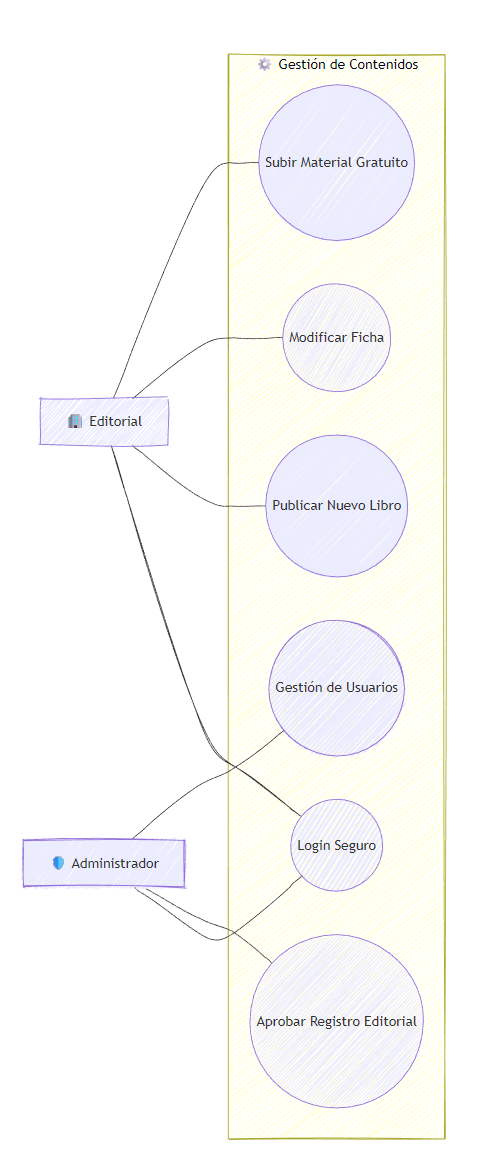 Gestión de Contenidos
Subir Material Gratuito
Modificar Ficha
Editorial
Publicar Nuevo Libro
Gestión de Usuarios
Login Seguro
Administrador
Aprobar Registro Editorial